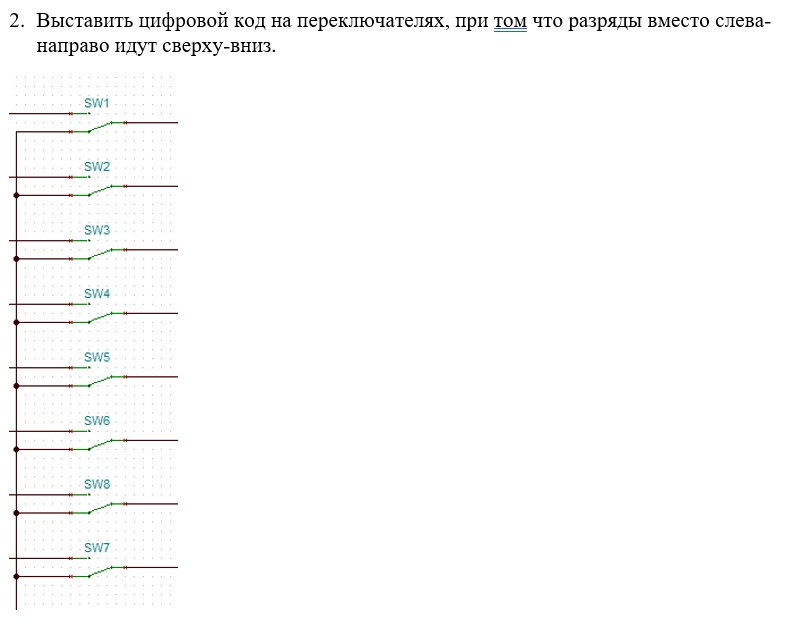 2. Выставить цифровой код на переключателях, при том что разряды вместо слева-
направо идут сверху-вниз.
SW1
SW2
SW3
SW4
SW5
SW6
SW8
SW7